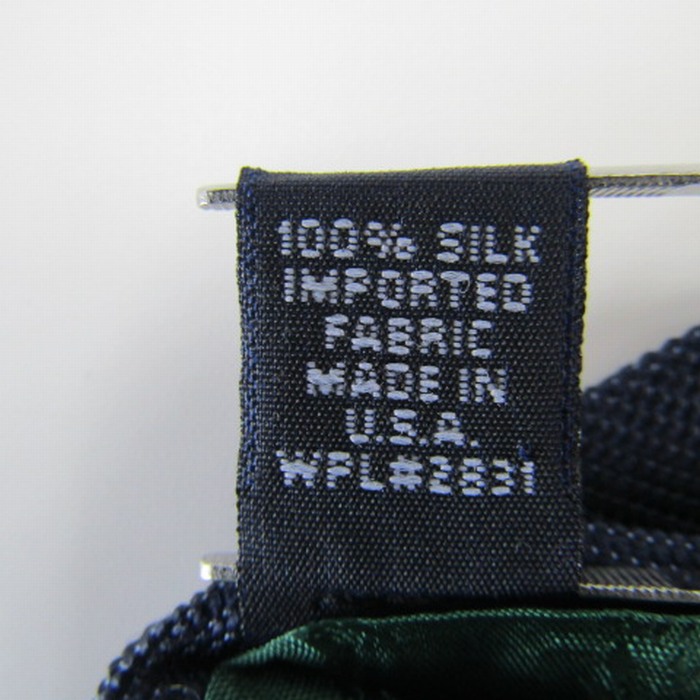 100% SILK
IMPORTED
FABRIC
MADE IN
U.S.A.
WPL#2831